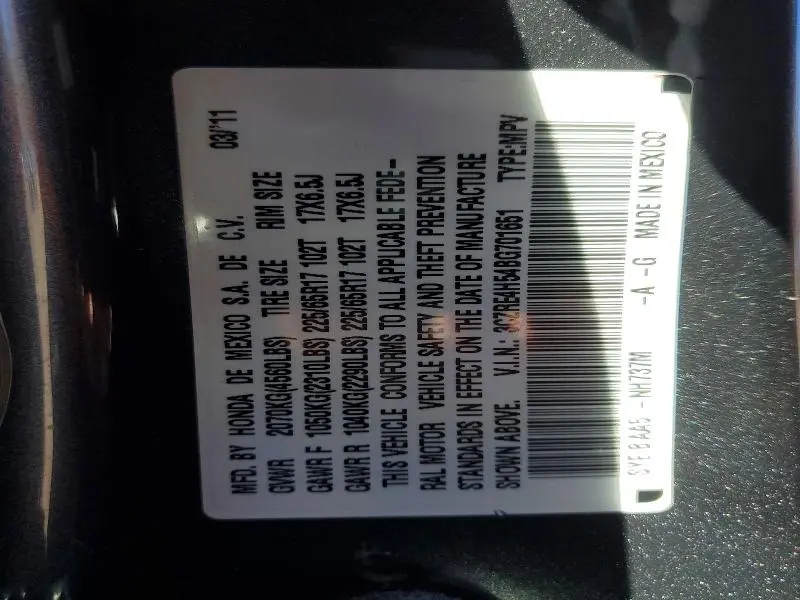 03/'11
MFD. BY HONDA DE MEXICO S.A. DE C.V.
GVWR 2070KG(4560LBS) TIRE SIZE RIM SIZE
GAWR F 1050KG(2310LBS) 225/65R17 102T 17X6.5J
GAWR R 1040KG(2290LBS) 225/65R17 102T 17X6.5J
THIS VEHICLE CONFORMS TO ALL APPLICABLE FEDE-
RAL MOTOR VEHICLE SAFETY AND THEFT PREVENTION
STANDARDS IN EFFECT ON THE DATE OF MANUFACTURE
SHOWN ABOVE. V.I.N.: 3CZRE4H54BG701651 TYPE:MPV
-NH737M -A -G MADE IN MEXICO